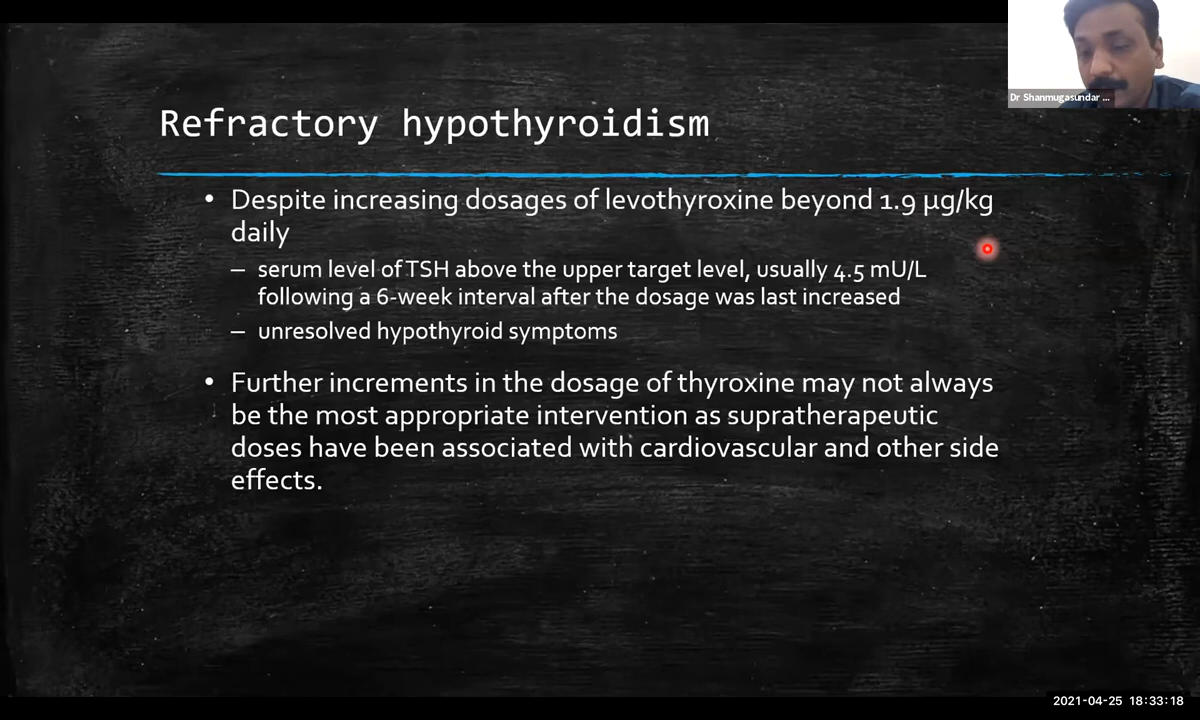 Dr Shanmugasundar ...
Refractory hypothyroidism
• Despite increasing dosages of levothyroxine beyond 1.9 µg/kg
daily
– serum level of TSH above the upper target level, usually 4.5 mU/L
following a 6-week interval after the dosage was last increased
– unresolved hypothyroid symptoms
• Further increments in the dosage of thyroxine may not always
be the most appropriate intervention as supratherapeutic
doses have been associated with cardiovascular and other side
effects.
2021-04-25 18:33:18